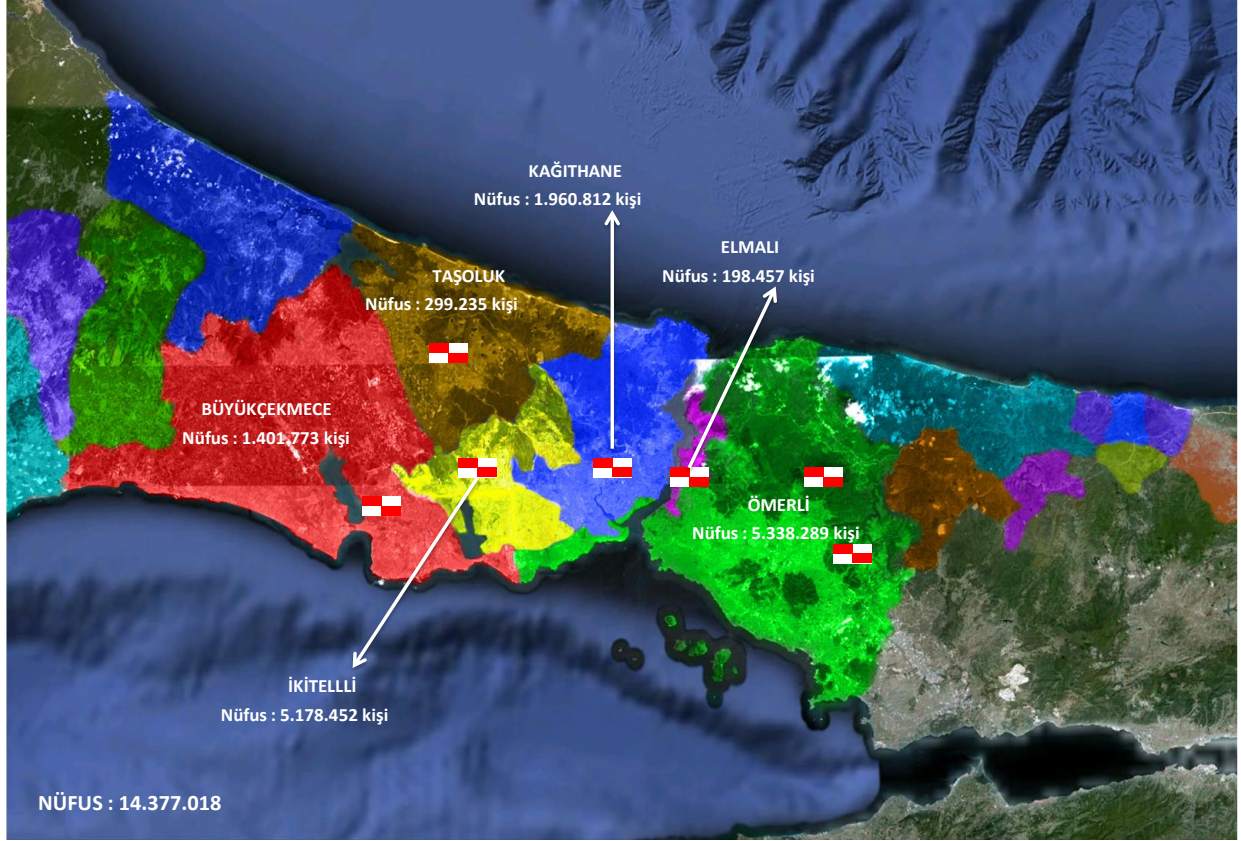 KAĞITHANE
Nüfus : 1.960.812 kişi
ELMALI
Nüfus : 198.457 kişi
TAŞOLUK
Nüfus : 299.235 kişi
BÜYÜKÇEKMECE
Nüfus : 1.401.773 kişi
ÖMERLİ
Nüfus : 5.338.289 kişi
İKİTELLLİ
Nüfus : 5.178.452 kişi
NÜFUS : 14.377.018